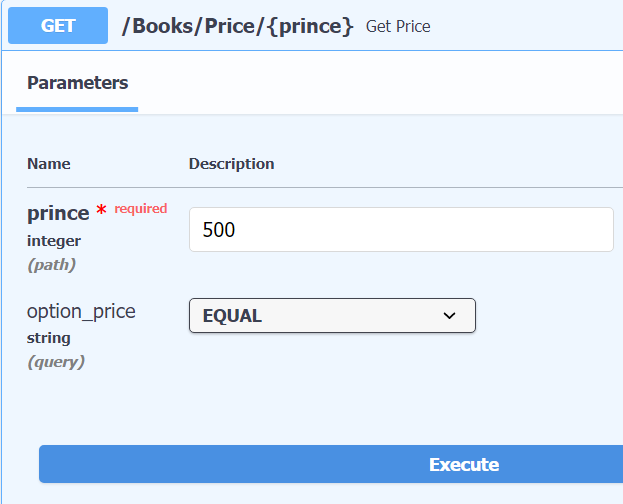 GET /Books/Price/{prince} Get Price
Parameters
Name Description
prince * required 500
integer
(path)
option_price EQUAL
string
(query)
Execute